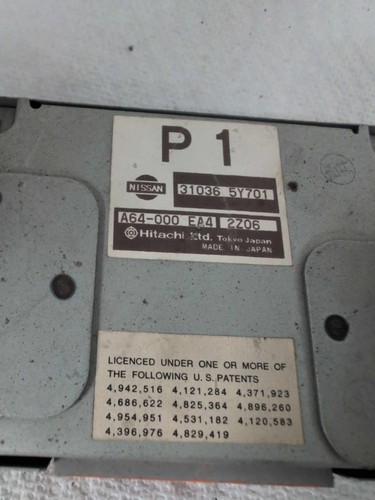 P 1
NISSAN 31036 5Y701
A64-000 EA4 2Z06
Hitachi Ltd. Tokyo Japan
MADE IN JAPAN
LICENCED UNDER ONE OR MORE OF
THE FOLLOWING U.S. PATENTS
4,942,516 4,121,284 4,371,923
4,686,622 4,825,364 4,896,260
4,954,951 4,531,182 4,120,583
4,396,976 4,829,419